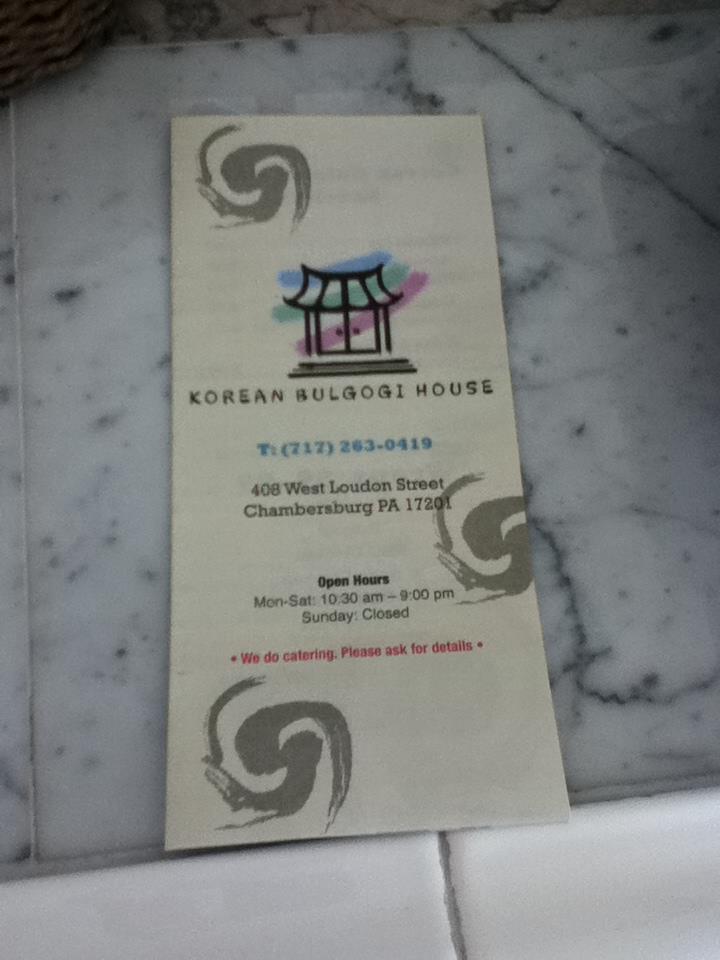 KOREAN BULGOGI HOUSE
T: (717) 263-0419
408 West Loudon Street
Chambersburg PA 17201
Open Hours
Mon-Sat: 10:30 am – 9:00 pm
Sunday: Closed
• We do catering. Please ask for details •